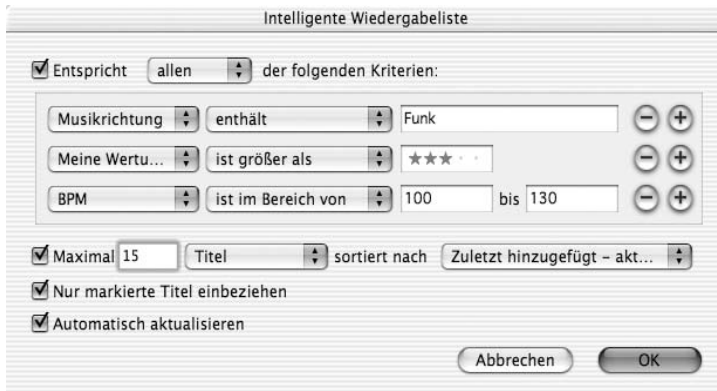 Intelligente Wiedergabeliste
Entspricht allen der folgenden Kriterien:
Musikrichtung enthält Funk
Meine Wertu... ist größer als ★★★··
BPM ist im Bereich von 100 bis 130
Maximal 15 Titel sortiert nach Zuletzt hinzugefügt – akt...
Nur markierte Titel einbeziehen
Automatisch aktualisieren
Abbrechen OK